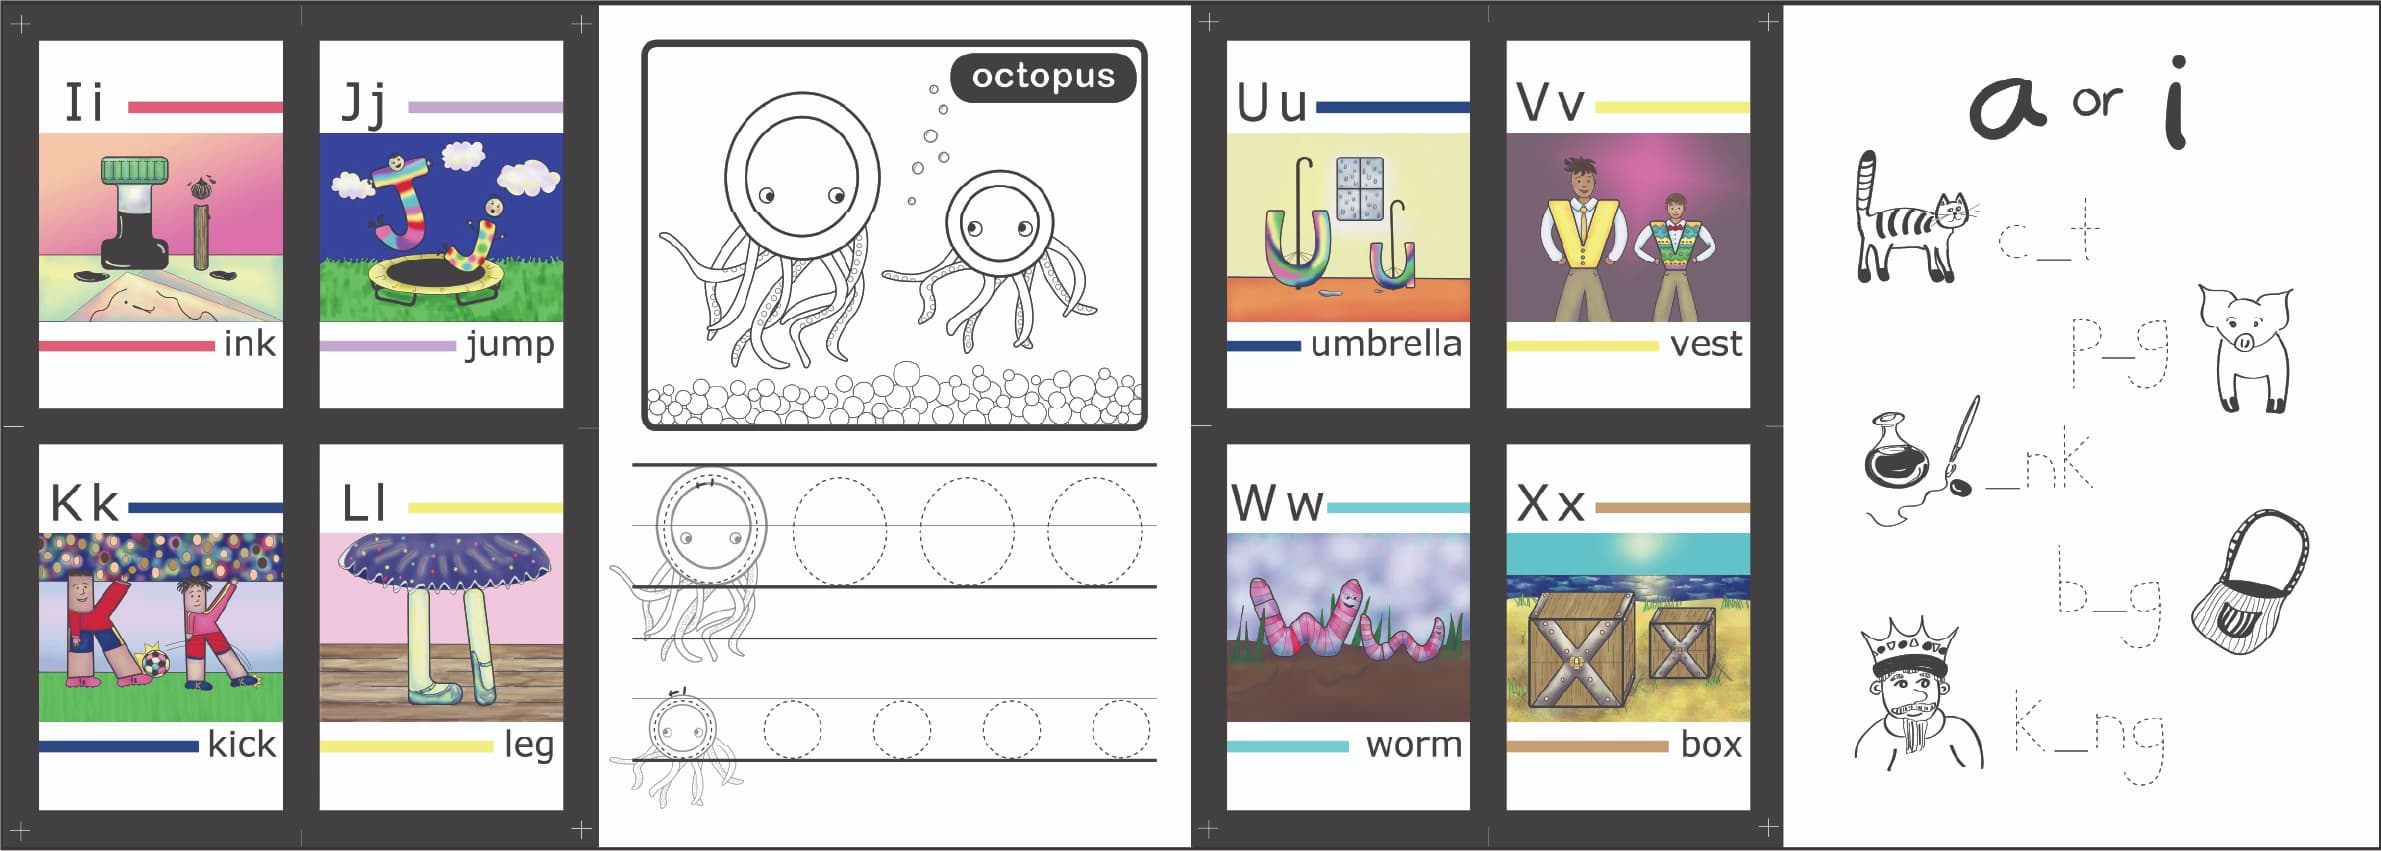 Ii
ink
Jj
jump
Kk
kick
Ll
leg
octopus
Uu
umbrella
Vv
vest
Ww
worm
Xx
box
a or i
c_t
p_g
_nk
b_g
k_ng